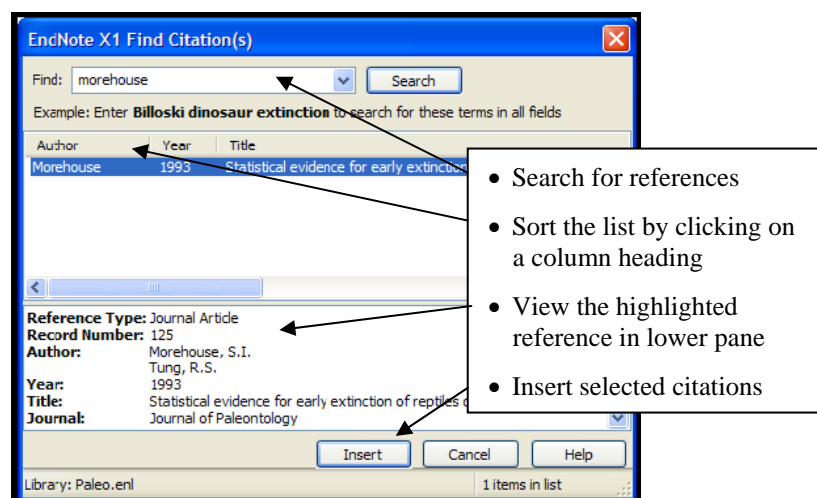 EndNote X1 Find Citation(s)
Find: morehouse Search
Example: Enter Billoski dinosaur extinction to search for these terms in all fields
Author Year Title
Morehouse 1993 Statistical evidence for early extinction
• Search for references
• Sort the list by clicking on
a column heading
• View the highlighted
reference in lower pane
• Insert selected citations
Reference Type: Journal Article
Record Number: 125
Author: Morehouse, S.I.
Tung, R.S.
Year: 1993
Title: Statistical evidence for early extinction of reptiles
Journal: Journal of Paleontology
Insert Cancel Help
Library: Paleo.enl 1 items in list